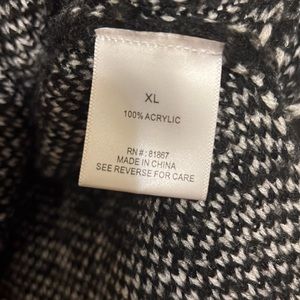 XL
100% ACRYLIC
RN#: 81867
MADE IN CHINA
SEE REVERSE FOR CARE